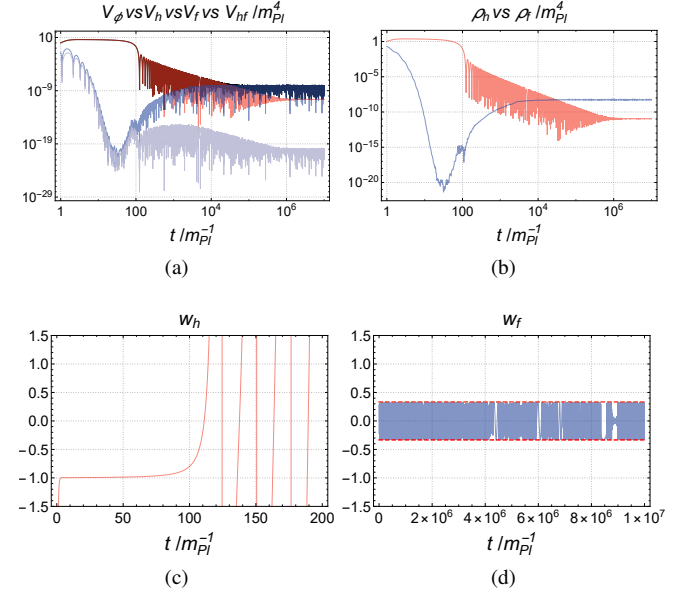 V_ϕ vs V_h vs V_f vs V_hf /m_Pl^4
10
10^-9
10^-19
10^-29
1 100 10^4 10^6
t /m_Pl^-1
(a)
ρ_h vs ρ_f /m_Pl^4
1
10^-5
10^-10
10^-15
10^-20
1 100 10^4 10^6
t /m_Pl^-1
(b)
w_h
1.5
1.0
0.5
0.0
-0.5
-1.0
-1.5
0 50 100 150 200
t /m_Pl^-1
(c)
w_f
1.5
1.0
0.5
0.0
-0.5
-1.0
-1.5
0 2×10^6 4×10^6 6×10^6 8×10^6 1×10^7
t /m_Pl^-1
(d)